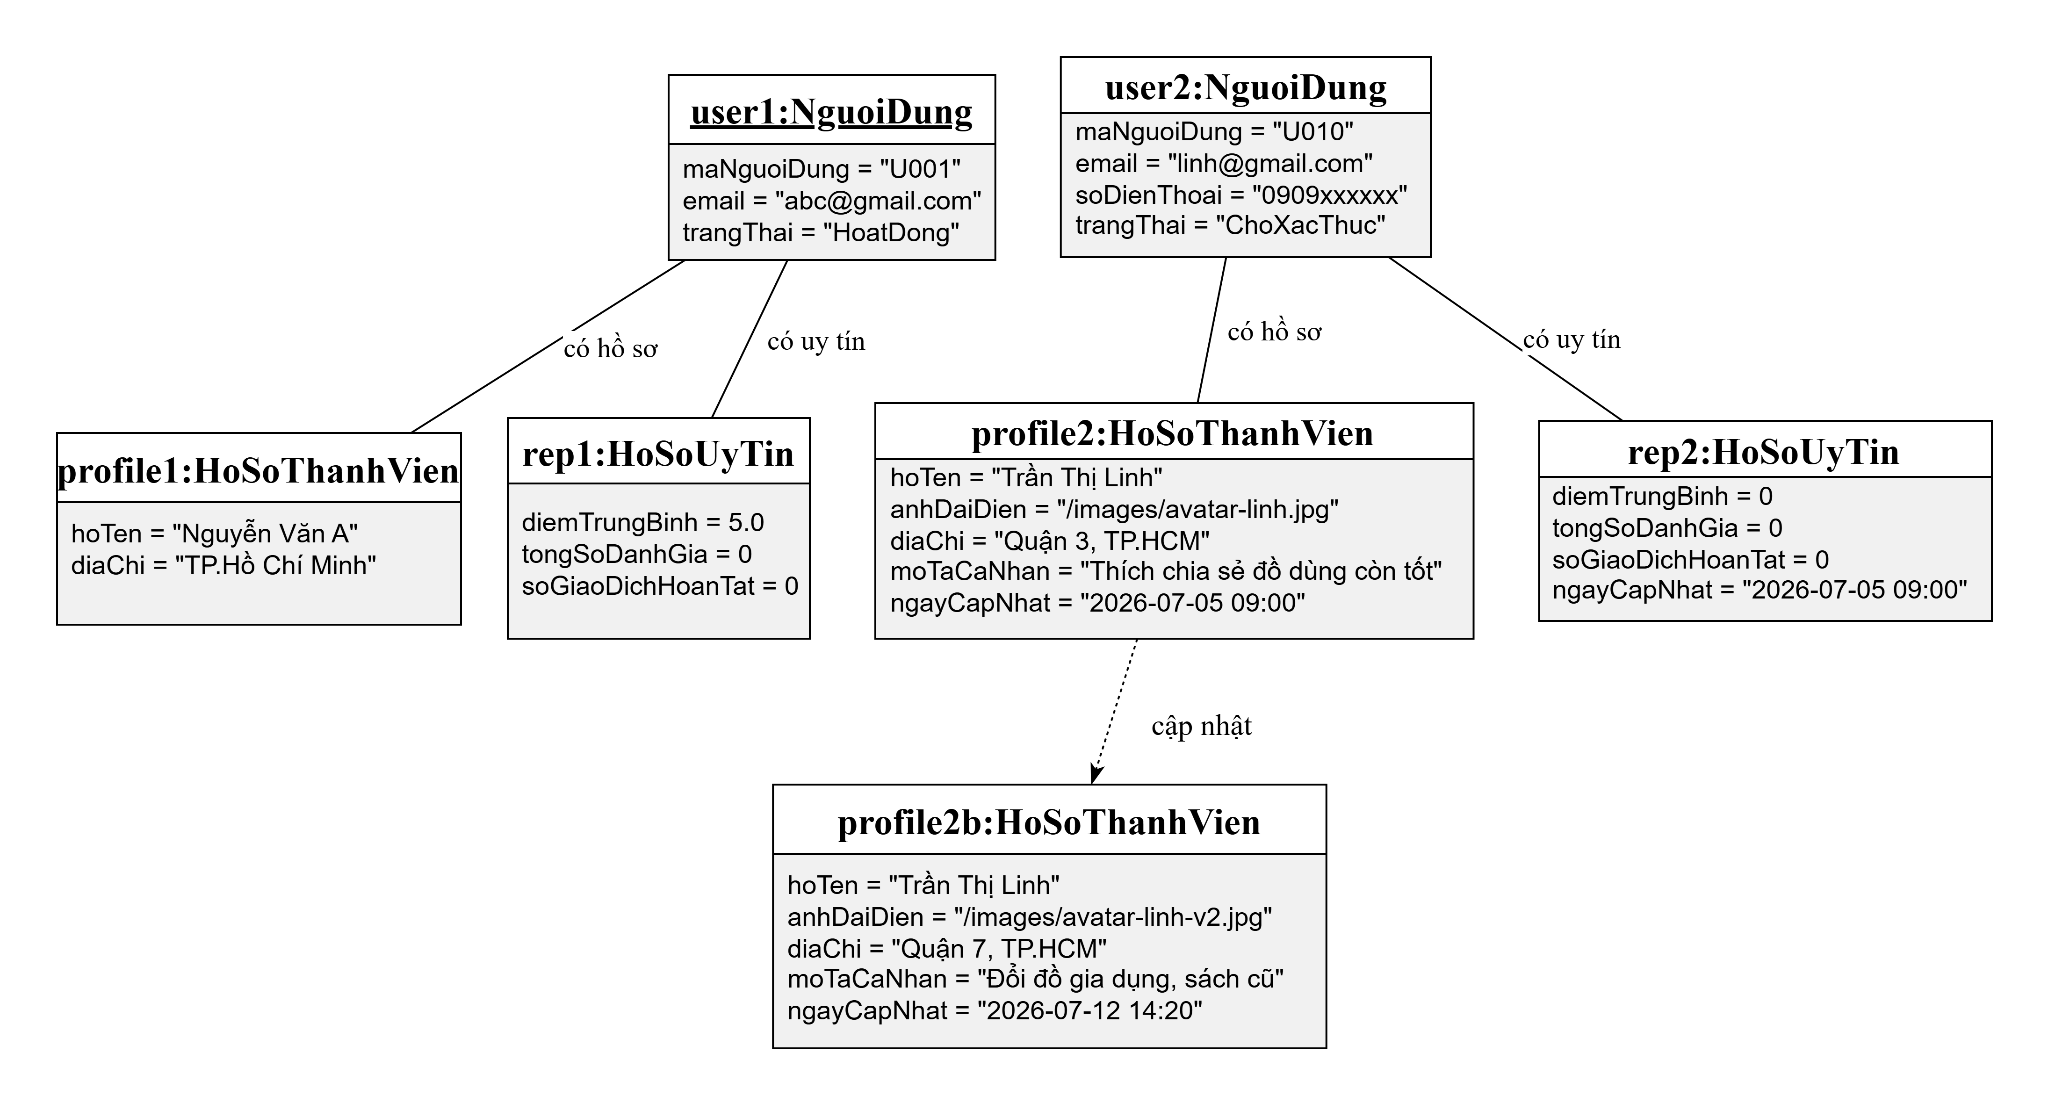 user1:NguoiDung
maNguoiDung = "U001"
email = "abc@gmail.com"
trangThai = "HoatDong"
user2:NguoiDung
maNguoiDung = "U010"
email = "linh@gmail.com"
soDienThoai = "0909xxxxxx"
trangThai = "ChoXacThuc"
có hồ sơ
có uy tín
có hồ sơ
có uy tín
profile1:HoSoThanhVien
hoTen = "Nguyễn Văn A"
diaChi = "TP.Hồ Chí Minh"
rep1:HoSoUyTin
diemTrungBinh = 5.0
tongSoDanhGia = 0
soGiaoDichHoanTat = 0
profile2:HoSoThanhVien
hoTen = "Trần Thị Linh"
anhDaiDien = "/images/avatar-linh.jpg"
diaChi = "Quận 3, TP.HCM"
moTaCaNhan = "Thích chia sẻ đồ dùng còn tốt"
ngayCapNhat = "2026-07-05 09:00"
rep2:HoSoUyTin
diemTrungBinh = 0
tongSoDanhGia = 0
soGiaoDichHoanTat = 0
ngayCapNhat = "2026-07-05 09:00"
cập nhật
profile2b:HoSoThanhVien
hoTen = "Trần Thị Linh"
anhDaiDien = "/images/avatar-linh-v2.jpg"
diaChi = "Quận 7, TP.HCM"
moTaCaNhan = "Đổi đồ gia dụng, sách cũ"
ngayCapNhat = "2026-07-12 14:20"